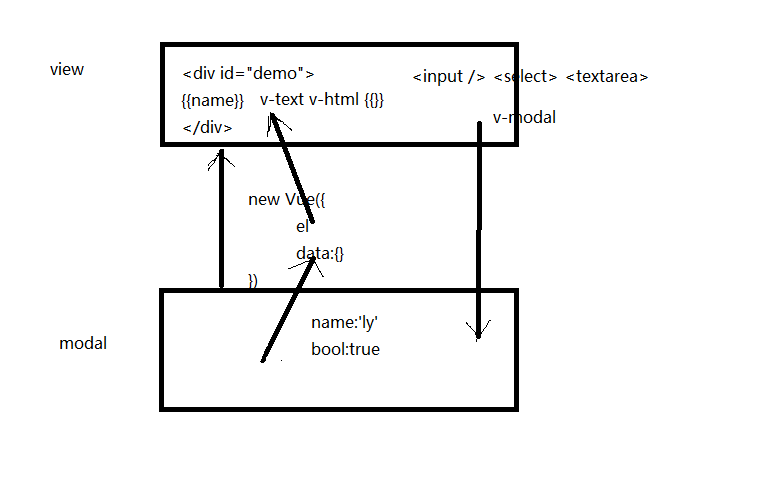 view
<div id="demo">
<input /> <select> <textarea>
{{name}} v-text v-html {{}}
v-modal
</div>
new Vue({
el
data:{}
})
modal
name:'ly'
bool:true